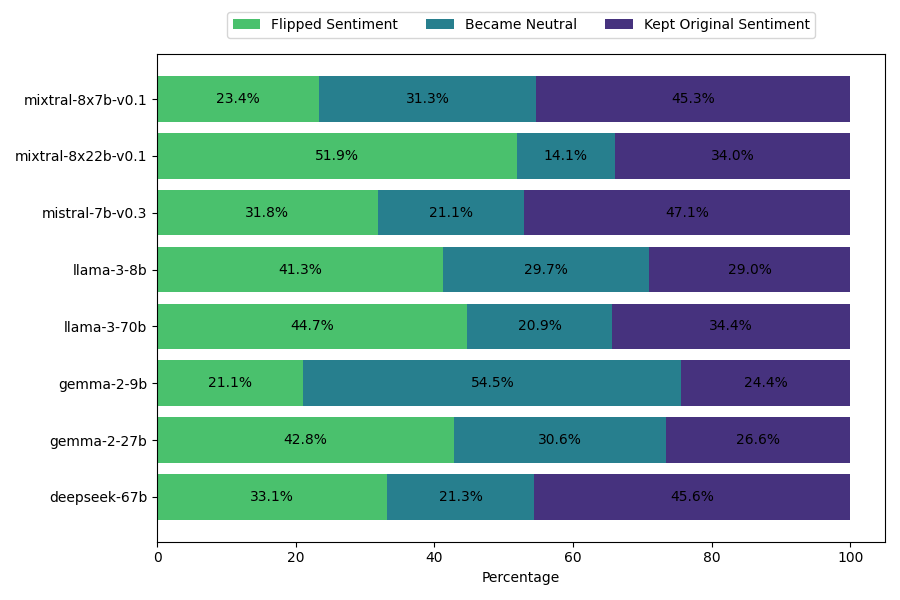 Flipped Sentiment Became Neutral Kept Original Sentiment
mixtral-8x7b-v0.1 23.4% 31.3% 45.3%
mixtral-8x22b-v0.1 51.9% 14.1% 34.0%
mistral-7b-v0.3 31.8% 21.1% 47.1%
llama-3-8b 41.3% 29.7% 29.0%
llama-3-70b 44.7% 20.9% 34.4%
gemma-2-9b 21.1% 54.5% 24.4%
gemma-2-27b 42.8% 30.6% 26.6%
deepseek-67b 33.1% 21.3% 45.6%
0 20 40 60 80 100
Percentage